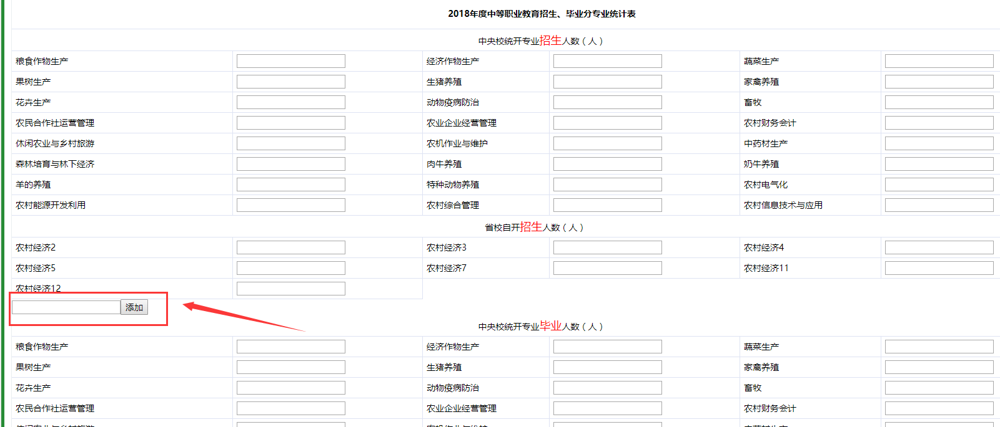 2018年度中等职业教育招生、毕业分专业统计表
中央校统开专业招生人数（人）
粮食作物生产 经济作物生产 蔬菜生产
果树生产 生猪养殖 家禽养殖
花卉生产 动物疫病防治 畜牧
农民合作社运营管理 农业企业经营管理 农村财务会计
休闲农业与乡村旅游 农机作业与维护 中药材生产
森林培育与林下经济 肉牛养殖 奶牛养殖
羊的养殖 特种动物养殖 农村电气化
农村能源开发利用 农村综合管理 农村信息技术与应用
省校自开招生人数（人）
农村经济2 农村经济3 农村经济4
农村经济5 农村经济7 农村经济11
农村经济12
添加
中央校统开专业毕业人数（人）
粮食作物生产 经济作物生产 蔬菜生产
果树生产 生猪养殖 家禽养殖
花卉生产 动物疫病防治 畜牧
农民合作社运营管理 农业企业经营管理 农村财务会计